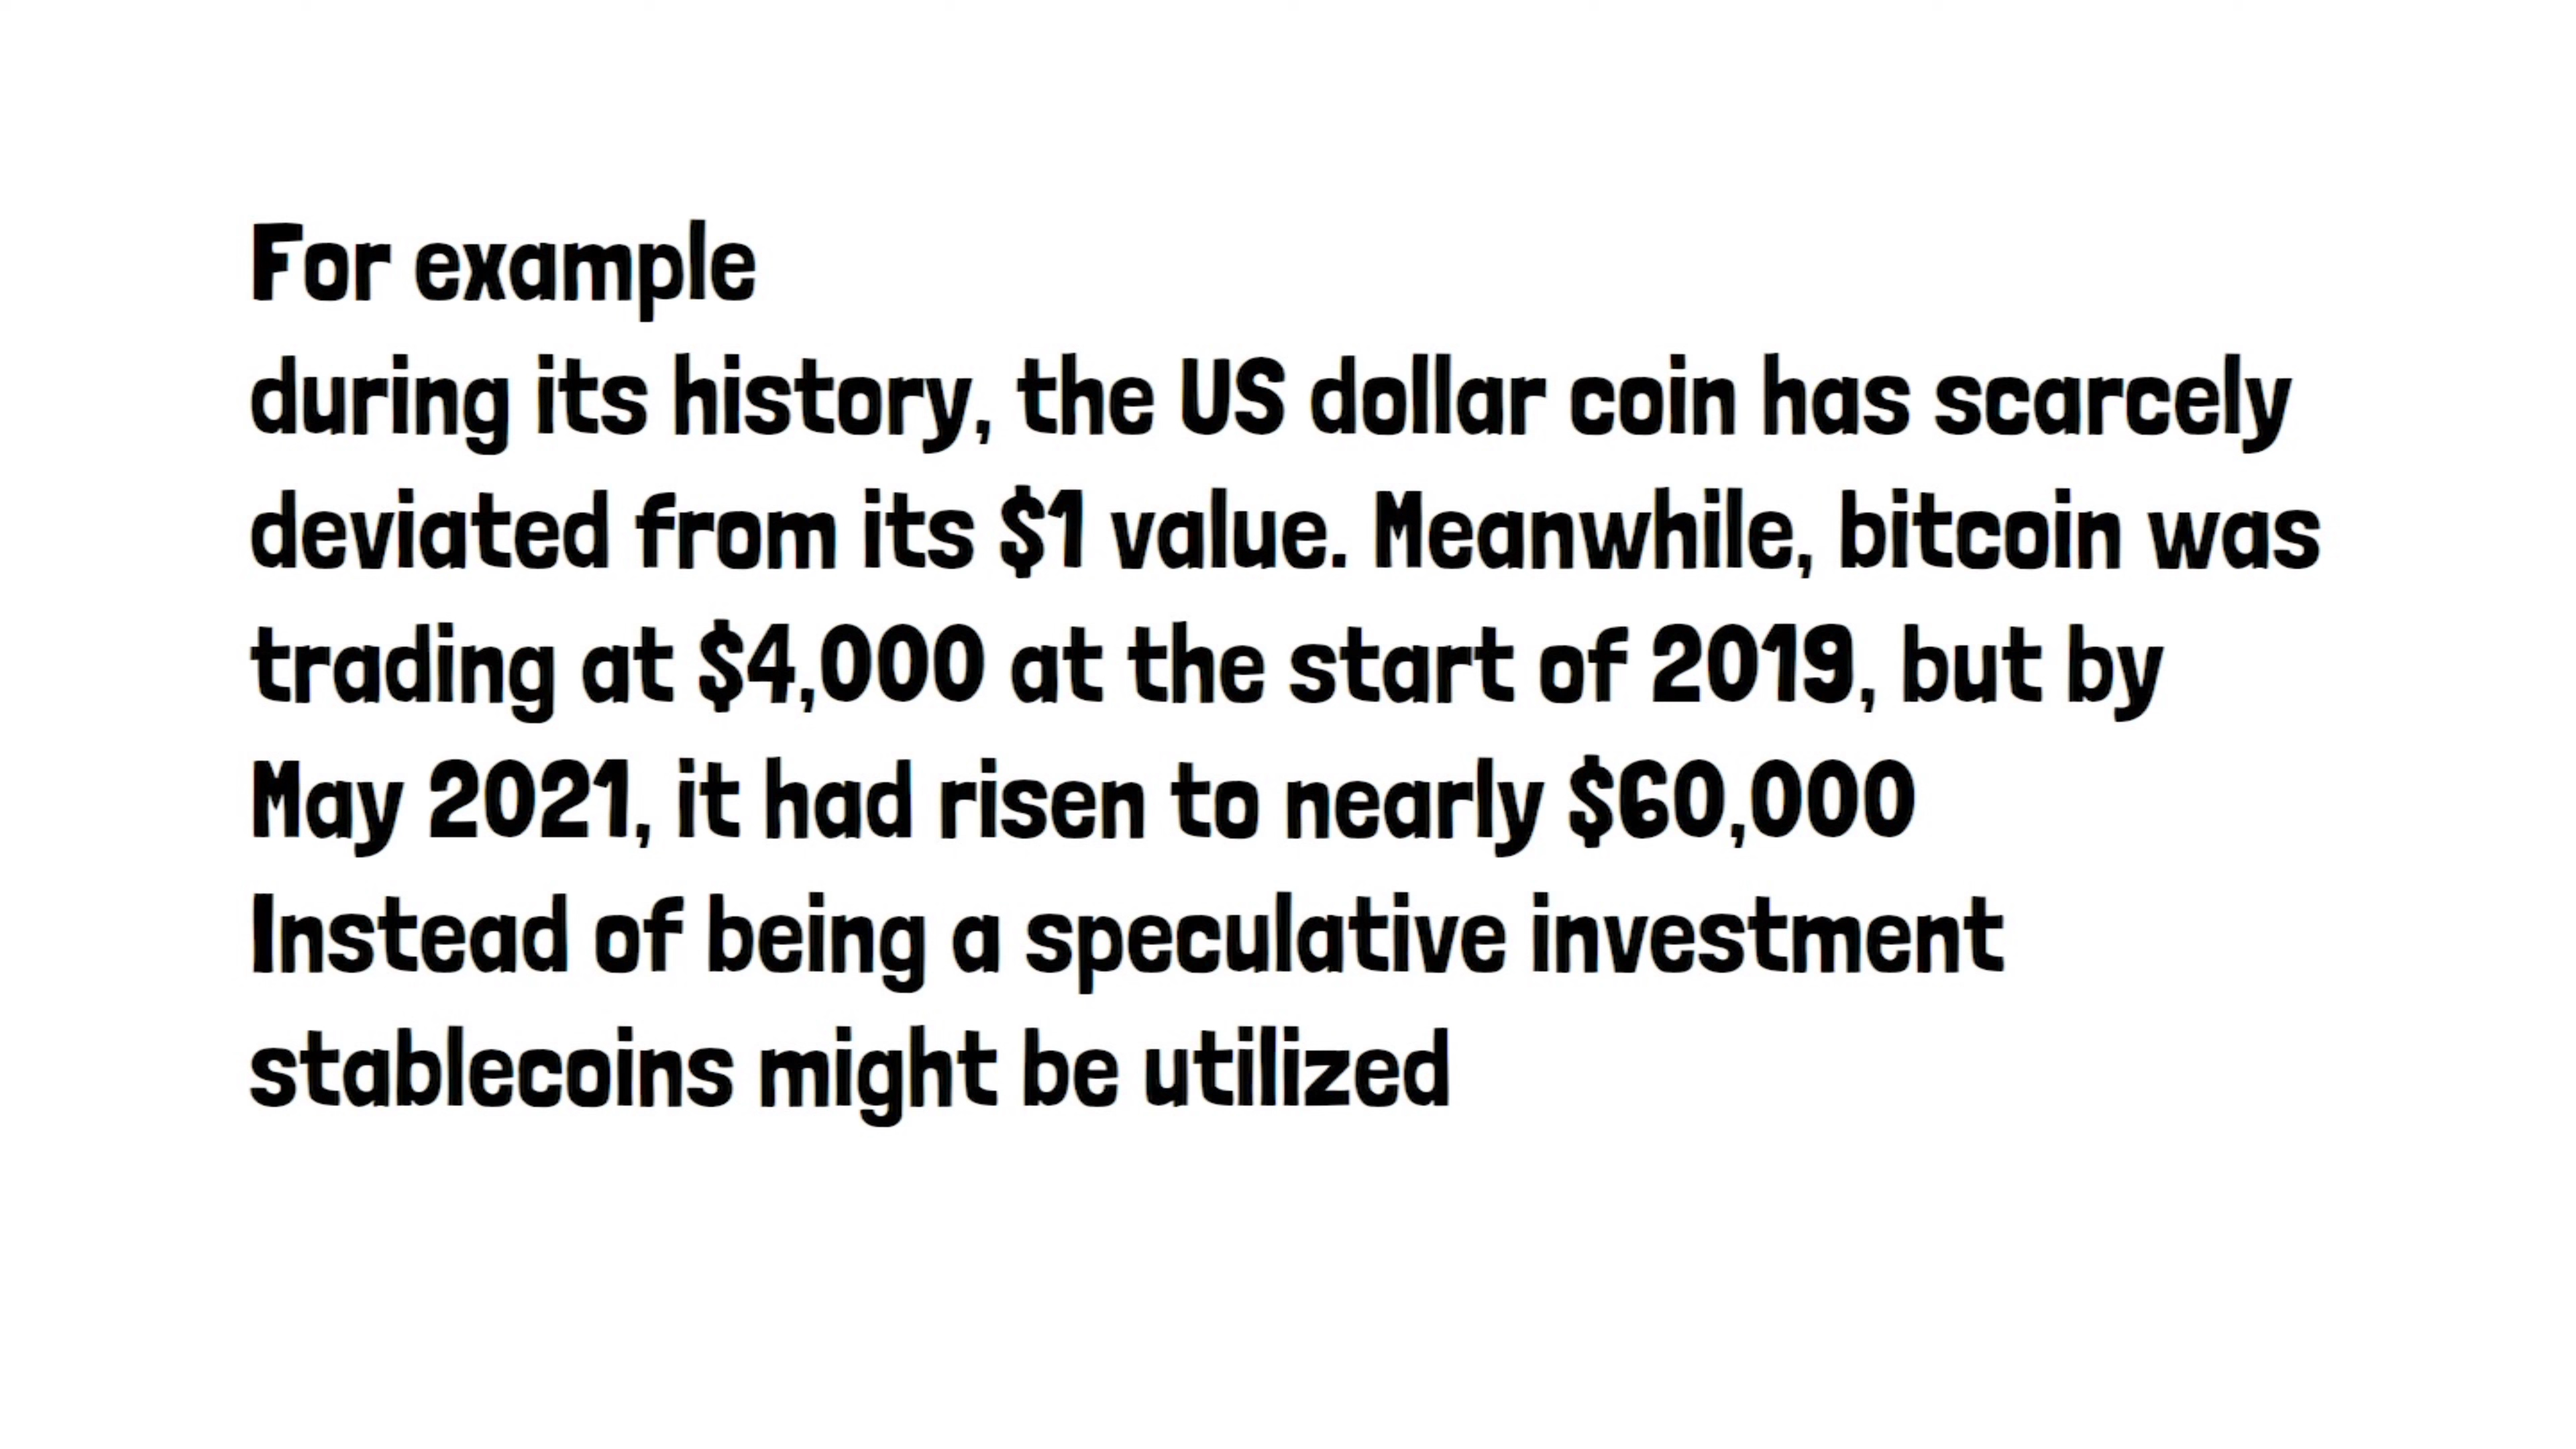 For example
during its history, the US dollar coin has scarcely
deviated from its $1 value. Meanwhile, bitcoin was
trading at $4,000 at the start of 2019, but by
May 2021, it had risen to nearly $60,000
Instead of being a speculative investment
stablecoins might be utilized